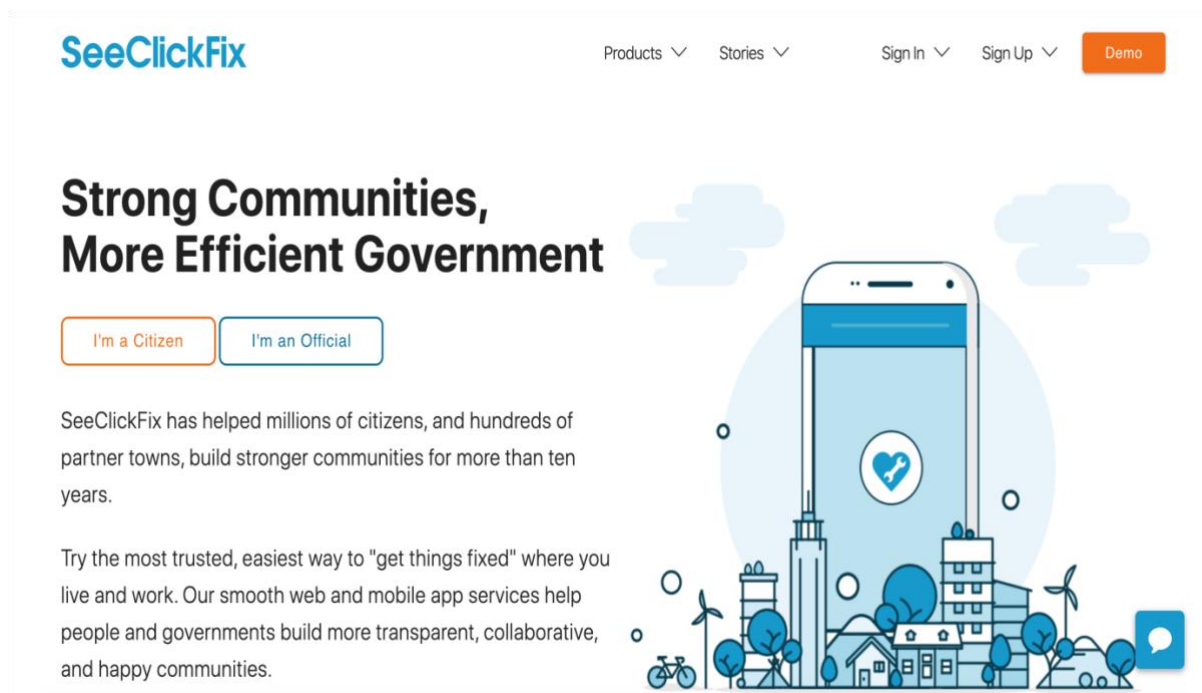 SeeClickFix
Products
Stories
Sign In
Sign Up
Demo
Strong Communities,
More Efficient Government
I'm a Citizen
I'm an Official
SeeClickFix has helped millions of citizens, and hundreds of
partner towns, build stronger communities for more than ten
years.
Try the most trusted, easiest way to "get things fixed" where you
live and work. Our smooth web and mobile app services help
people and governments build more transparent, collaborative,
and happy communities.